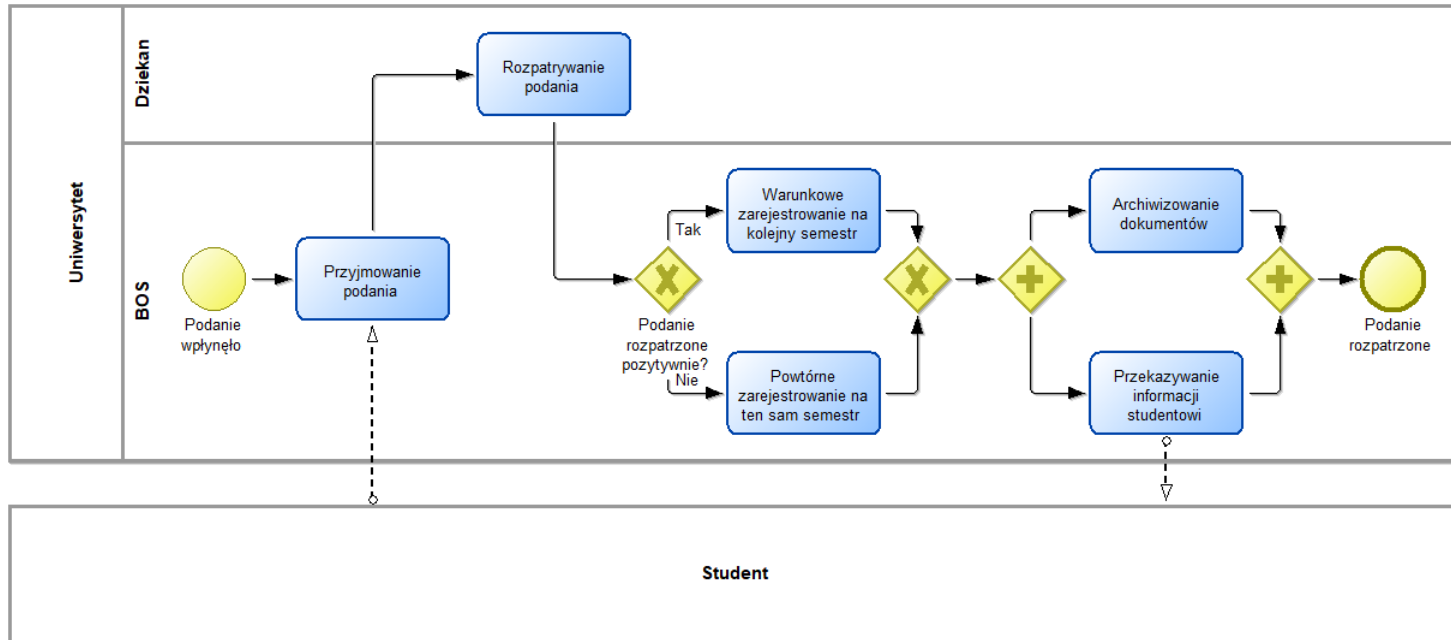 Uniwersytet
Dziekan
Rozpatrywanie
podania
BOS
Podanie
wpłynęło
Przyjmowanie
podania
Podanie
rozpatrzone
pozytywnie?
Tak
Nie
Warunkowe
zarejestrowanie na
kolejny semestr
Powtórne
zarejestrowanie na
ten sam semestr
Archiwizowanie
dokumentów
Przekazywanie
informacji
studentowi
Podanie
rozpatrzone
Student